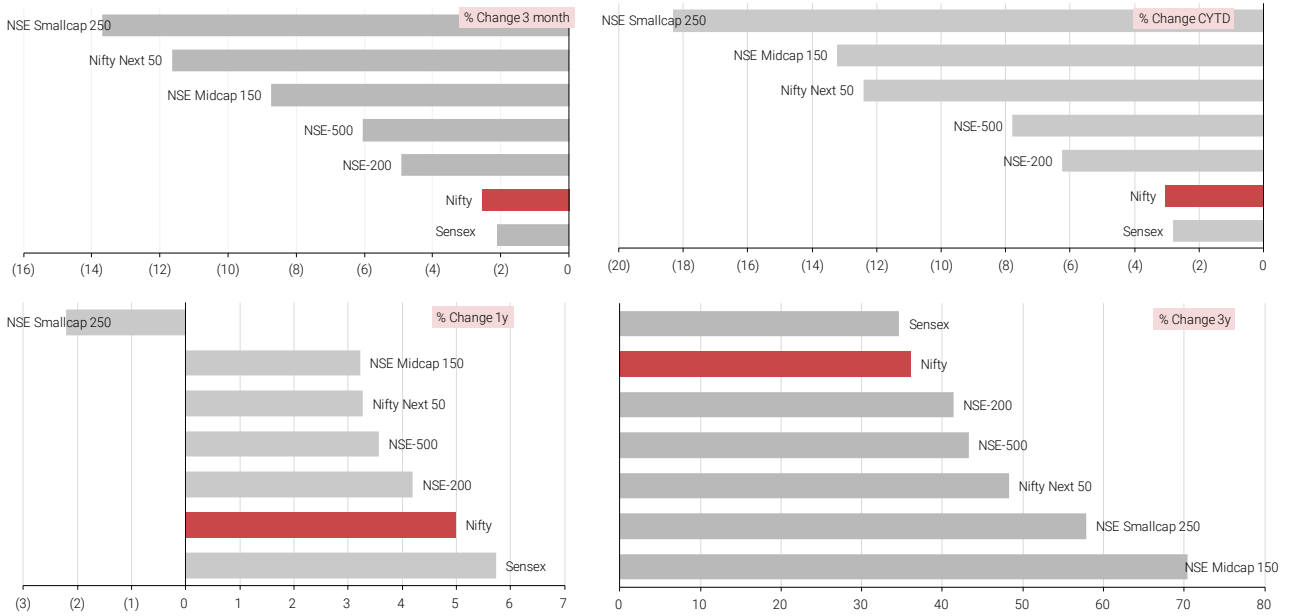 % Change 3 month
NSE Smallcap 250
Nifty Next 50
NSE Midcap 150
NSE-500
NSE-200
Nifty
Sensex
(16) (14) (12) (10) (8) (6) (4) (2) 0
% Change CYTD
NSE Smallcap 250
NSE Midcap 150
Nifty Next 50
NSE-500
NSE-200
Nifty
Sensex
(20) (18) (16) (14) (12) (10) (8) (6) (4) (2) 0
% Change 1y
NSE Smallcap 250
NSE Midcap 150
Nifty Next 50
NSE-500
NSE-200
Nifty
Sensex
(3) (2) (1) 0 1 2 3 4 5 6 7
% Change 3y
Sensex
Nifty
NSE-200
NSE-500
Nifty Next 50
NSE Smallcap 250
NSE Midcap 150
0 10 20 30 40 50 60 70 80